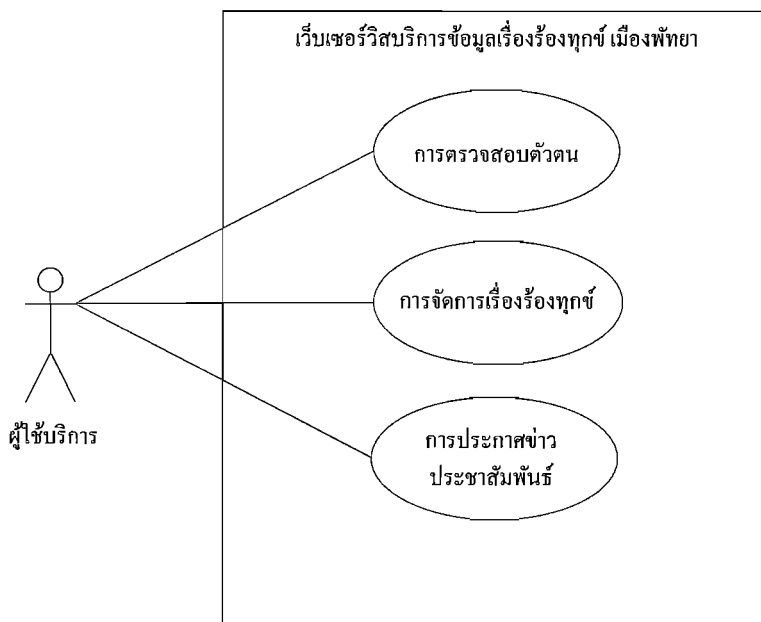 เว็บเซอร์วิสบริการข้อมูลเรื่องร้องทุกข์ เมืองพัทยา
การตรวจสอบตัวตน
การจัดการเรื่องร้องทุกข์
ผู้ใช้บริการ
การประกาศข่าว
ประชาสัมพันธ์